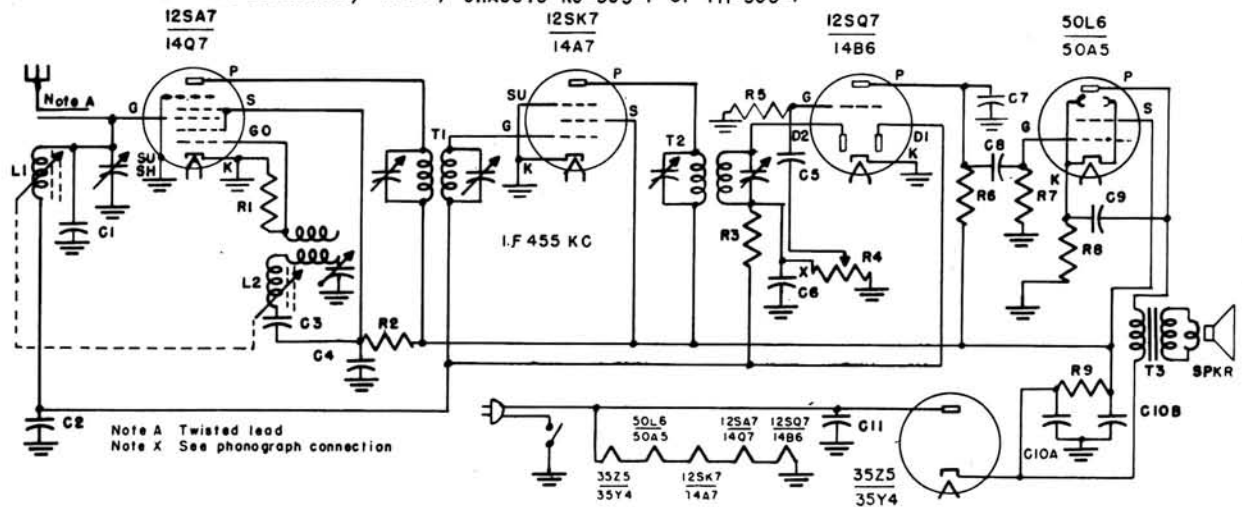 CHASSIS
12SA7
14Q7
12SK7
14A7
12SQ7
14B6
50L6
50A5
Note A
P
S
G
GO
SU
SH
K
L1
C1
R1
L2
C3
C4
R2
C2
T1
SU
G
K
P
S
I.F 455 KC
T2
R5
G
P
D2
D1
K
C5
R3
X
R4
C6
R6
C7
C8
R7
P
S
G
K
C9
R8
T3
SPKR
R9
C10A
C10B
C11
Note A Twisted lead
Note X See phonograph connection
50L6
50A5
12SA7
14Q7
12SQ7
14B6
35Z5
35Y4
12SK7
14A7
35Z5
35Y4